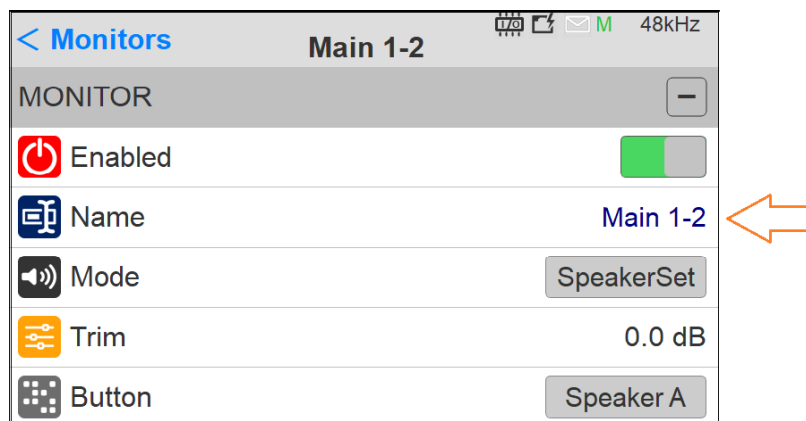 < Monitors
Main 1-2
I/O
M
48kHz
MONITOR
Enabled
Name
Main 1-2
Mode
SpeakerSet
Trim
0.0 dB
Button
Speaker A